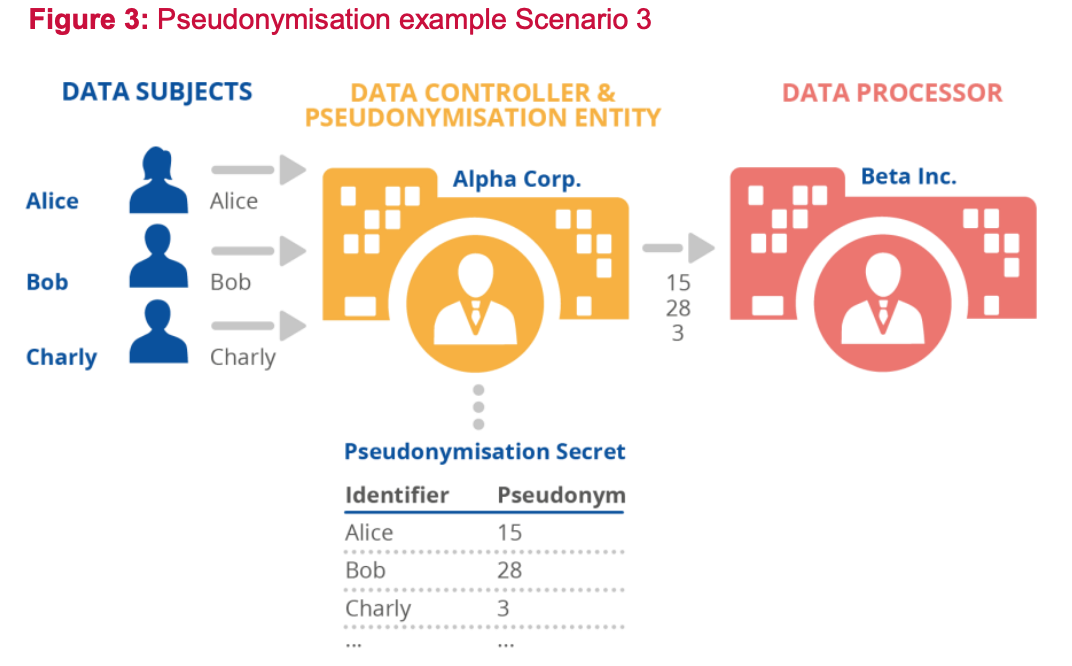 Figure 3: Pseudonymisation example Scenario 3
DATA SUBJECTS
DATA CONTROLLER &
PSEUDONYMISATION ENTITY
DATA PROCESSOR
Alpha Corp.
Beta Inc.
Alice
Alice
Bob
Bob
Charly
Charly
15
28
3
Pseudonymisation Secret
Identifier Pseudonym
Alice 15
Bob 28
Charly 3
... ...